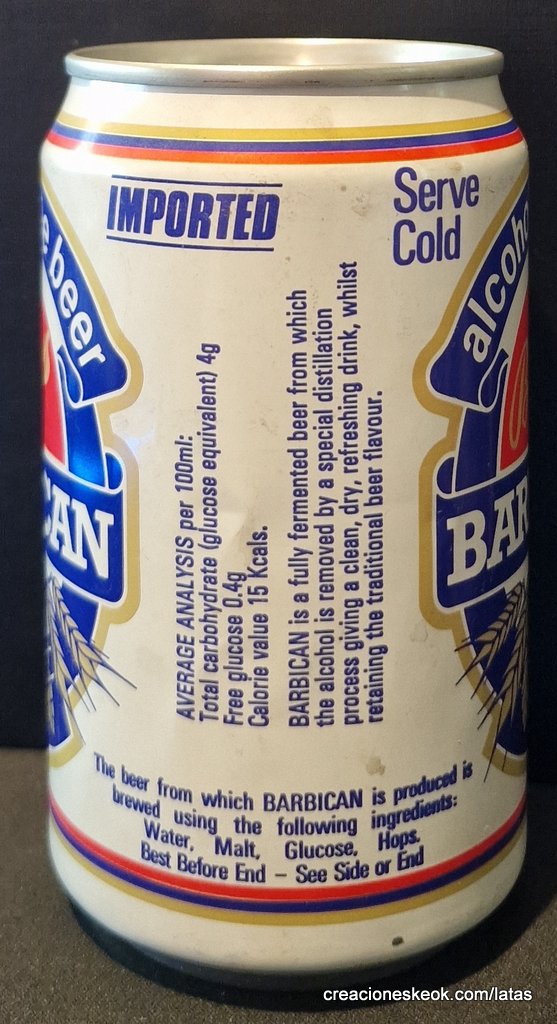 IMPORTED
Serve
Cold
beer
BARBICAN
AVERAGE ANALYSIS per 100ml:
Total carbohydrate (glucose equivalent) 4g
Free glucose 0.4g
Calorie value 15 Kcals.
BARBICAN is a fully fermented beer from which
the alcohol is removed by a special distillation
process giving a clean, dry, refreshing drink, whilst
retaining the traditional beer flavour.
The beer from which BARBICAN is produced is
brewed using the following ingredients:
Water, Malt, Glucose, Hops.
Best Before End – See Side or End
creacioneskeok.com/latas